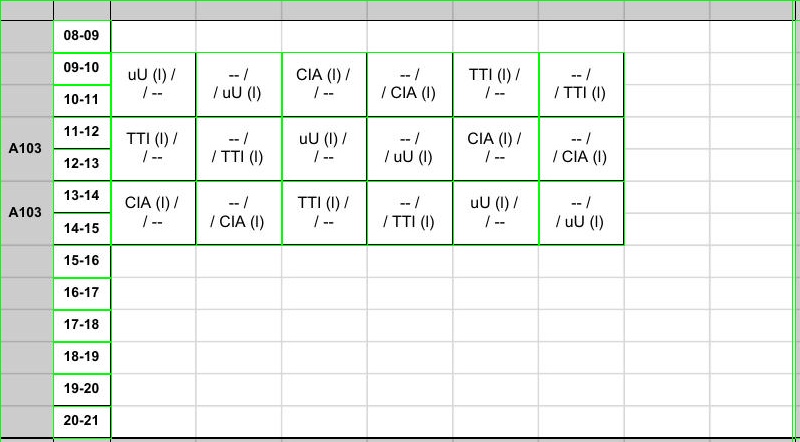 08-09
09-10
uU (l) / -- / CIA (l) / -- / TTI (l) / -- /
/ -- / uU (l) / -- / CIA (l) / -- / TTI (l)
10-11
11-12
A103
TTI (l) / -- / uU (l) / -- / CIA (l) / -- /
/ -- / TTI (l) / -- / uU (l) / -- / CIA (l)
12-13
13-14
A103
CIA (l) / -- / TTI (l) / -- / uU (l) / -- /
/ -- / CIA (l) / -- / TTI (l) / -- / uU (l)
14-15
15-16
16-17
17-18
18-19
19-20
20-21